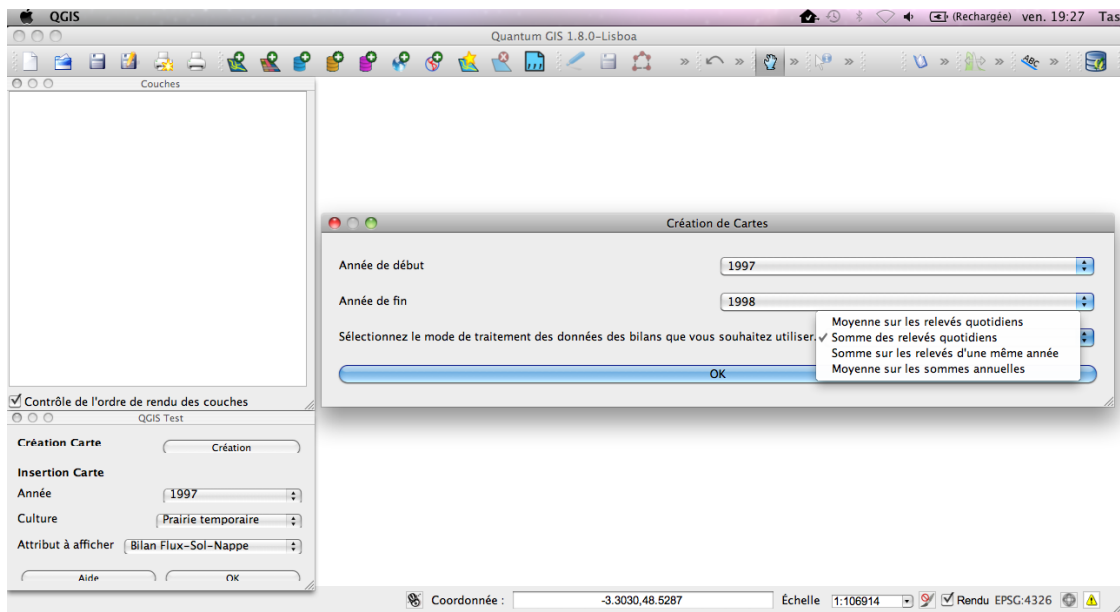 QGIS (Rechargée) ven. 19:27 Tas
Quantum GIS 1.8.0-Lisboa
Couches
Abc
Création de Cartes
Année de début 1997
Année de fin 1998
Sélectionnez le mode de traitement des données des bilans que vous souhaitez utiliser.
Moyenne sur les relevés quotidiens
✓ Somme des relevés quotidiens
Somme sur les relevés d'une même année
Moyenne sur les sommes annuelles
OK
Contrôle de l'ordre de rendu des couches
QGIS Test
Création Carte Création
Insertion Carte
Année 1997
Culture Prairie temporaire
Attribut à afficher Bilan Flux-Sol-Nappe
Aide OK
Coordonnée : -3.3030,48.5287 Échelle 1:106914 Rendu EPSG:4326